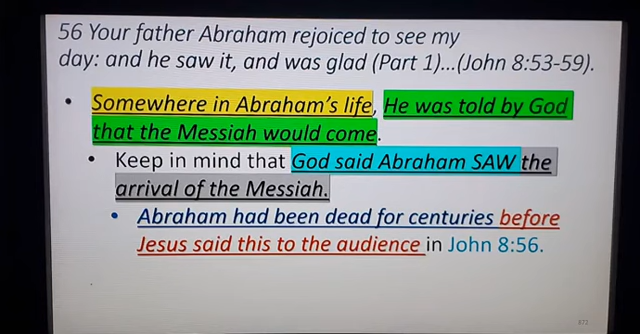 56 Your father Abraham rejoiced to see my
day: and he saw it, and was glad (Part 1)...(John 8:53-59).
• Somewhere in Abraham's life, He was told by God
that the Messiah would come.
• Keep in mind that God said Abraham SAW the
arrival of the Messiah.
• Abraham had been dead for centuries before
Jesus said this to the audience in John 8:56.
672